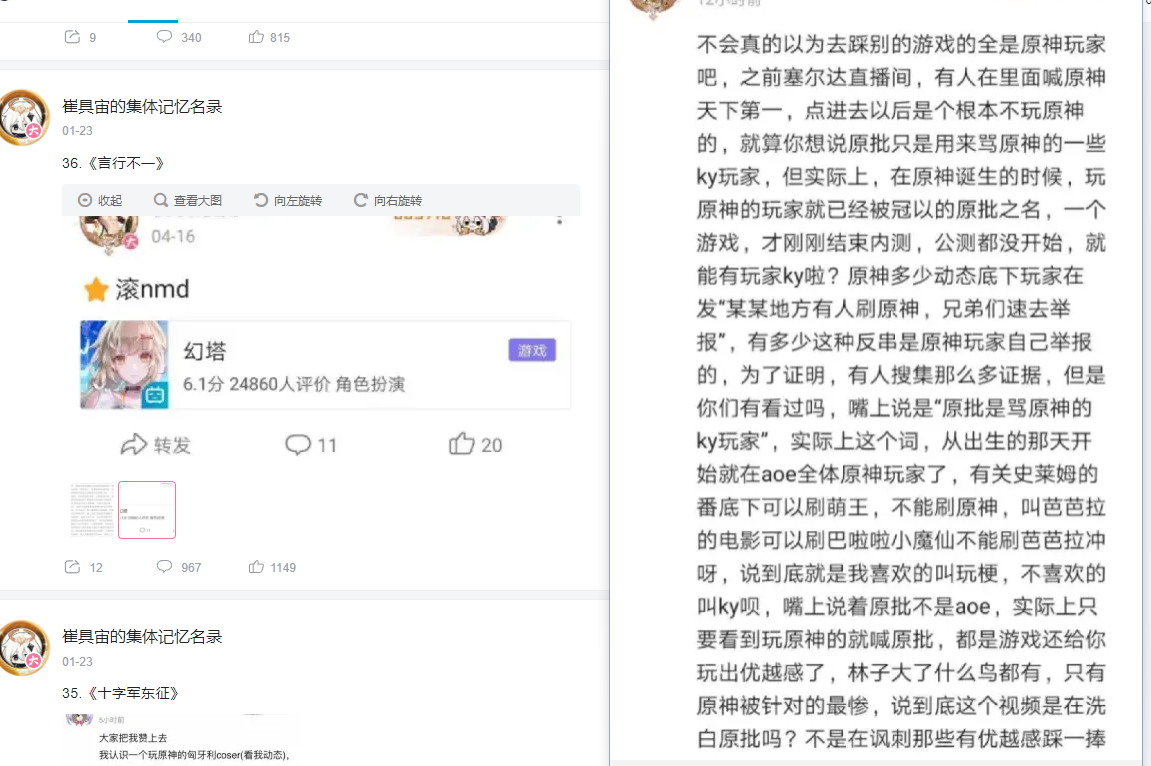 9 340 815
崔具宙的集体记忆名录
01-23
36.《言行不一》
收起 查看大图 向左旋转 向右旋转
04-16
滚nmd
幻塔 游戏
6.1分 24860人评价 角色扮演
转发 11 20
12 967 1149
崔具宙的集体记忆名录
01-23
35.《十字军东征》
5小时前
大家把我赞上去
我认识一个玩原神的匈牙利coser(看我动态),
12小时前
不会真的以为去踩别的游戏的全是原神玩家
吧，之前塞尔达直播间，有人在里面喊原神
天下第一，点进去以后是个根本不玩原神
的，就算你想说原批只是用来骂原神的一些
ky玩家，但实际上，在原神诞生的时候，玩
原神的玩家就已经被冠以的原批之名，一个
游戏，才刚刚结束内测，公测都没开始，就
能有玩家ky啦？原神多少动态底下玩家在
发“某某地方有人刷原神，兄弟们速去举
报”，有多少这种反串是原神玩家自己举报
的，为了证明，有人搜集那么多证据，但是
你们有看过吗，嘴上说是“原批是骂原神的
ky玩家”，实际上这个词，从出生的那天开
始就在aoe全体原神玩家了，有关史莱姆的
番底下可以刷萌王，不能刷原神，叫芭芭拉
的电影可以刷巴啦啦小魔仙不能刷芭芭拉冲
呀，说到底就是我喜欢的叫玩梗，不喜欢的
叫ky呗，嘴上说着原批不是aoe，实际上只
要看到玩原神的就喊原批，都是游戏还给你
玩出优越感了，林子大了什么鸟都有，只有
原神被针对的最惨，说到底这个视频是在洗
白原批吗？不是在讽刺那些有优越感踩一捧